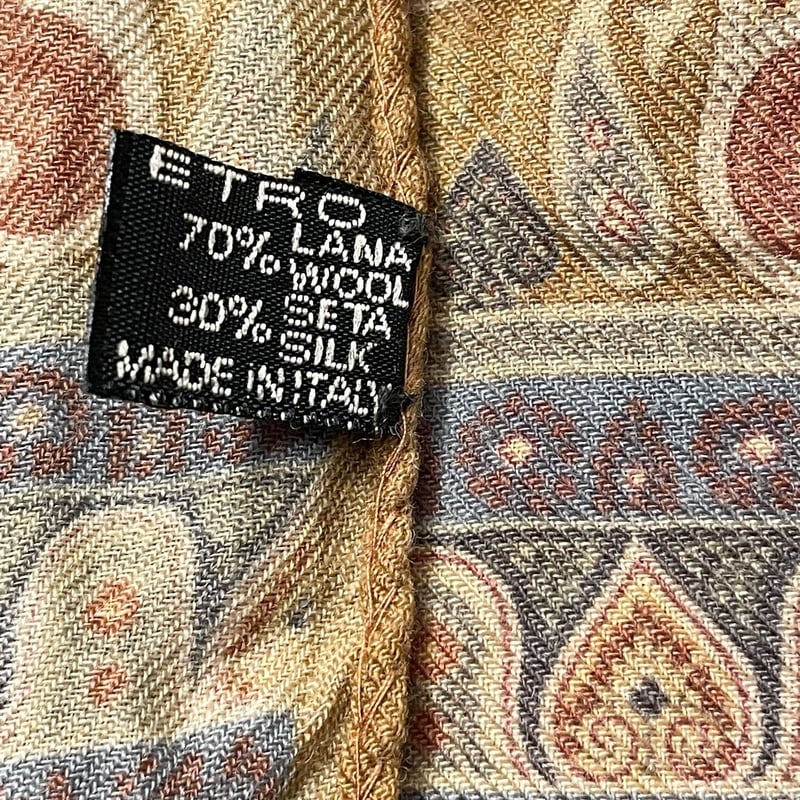 ETRO
70% LANA
WOOL
30% SETA
SILK
MADE IN ITALY